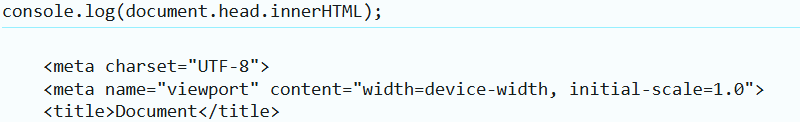 console.log(document.head.innerHTML);
<meta charset="UTF-8">
<meta name="viewport" content="width=device-width, initial-scale=1.0">
<title>Document</title>